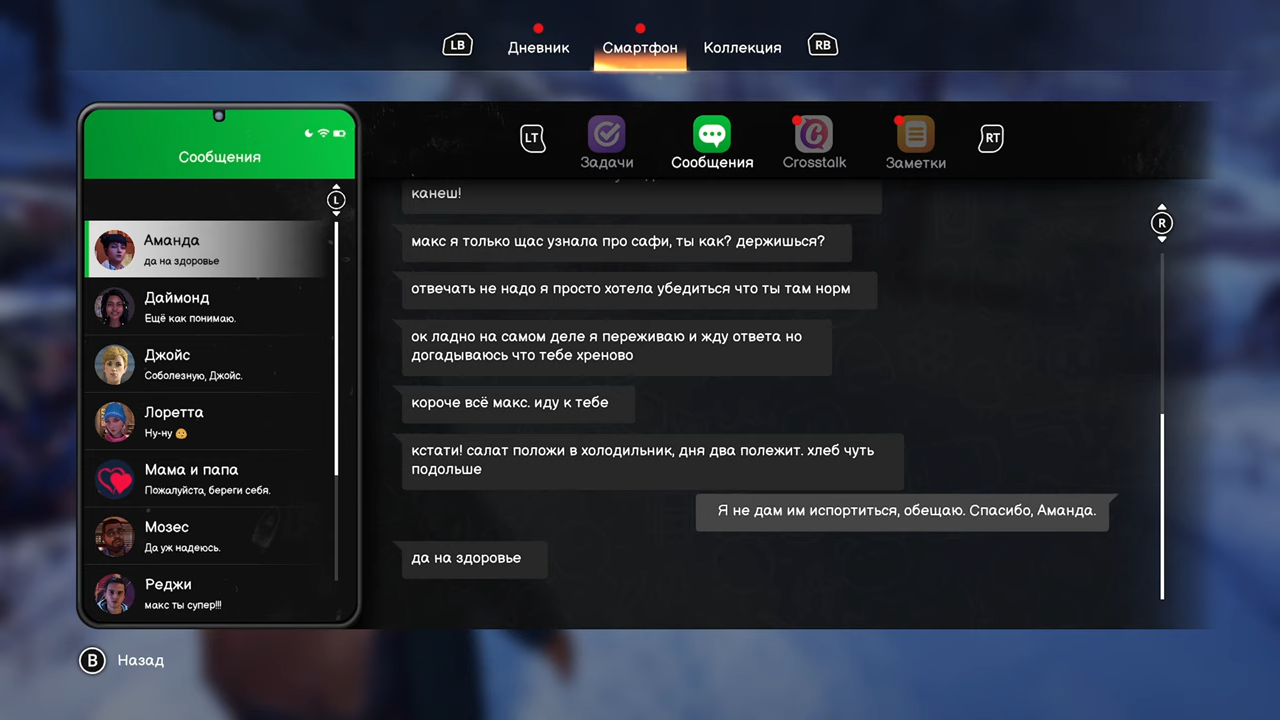 LB
Дневник
Смартфон
Коллекция
RB
Сообщения
L
Аманда
да на здоровье
Даймонд
Ещё как понимаю.
Джойс
Соболезную, Джойс.
Лоретта
Ну-ну
Мама и папа
Пожалуйста, береги себя.
Мозес
Да уж надеюсь.
Реджи
макс ты супер!!!
LT
Задачи
Сообщения
Crosstalk
Заметки
RT
канеш!
макс я только щас узнала про сафи, ты как? держишься?
отвечать не надо я просто хотела убедиться что ты там норм
ок ладно на самом деле я переживаю и жду ответа но
догадываюсь что тебе хреново
короче всё макс. иду к тебе
кстати! салат положи в холодильник, дня два полежит. хлеб чуть
подольше
Я не дам им испортиться, обещаю. Спасибо, Аманда.
да на здоровье
R
B Назад